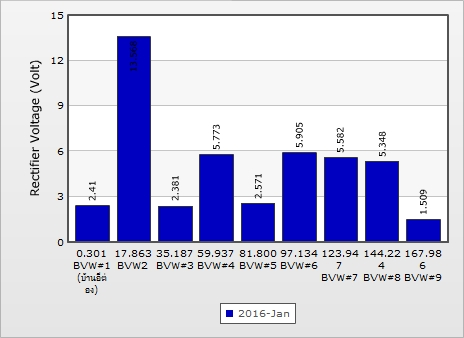 15
12
9
6
3
0
Rectifier Voltage (Volt)
2.41
2.381
5.773
2.571
5.905
5.582
5.348
1.509
0.301 17.863 35.187 59.937 81.800 97.134 123.94 144.22 167.98
BVW#1 BVW2 BVW#3 BVW#4 BVW#5 BVW#6 7 4 6
(บ้านอีต่ BVW#7 BVW#8 BVW#9
อง)
2016-Jan